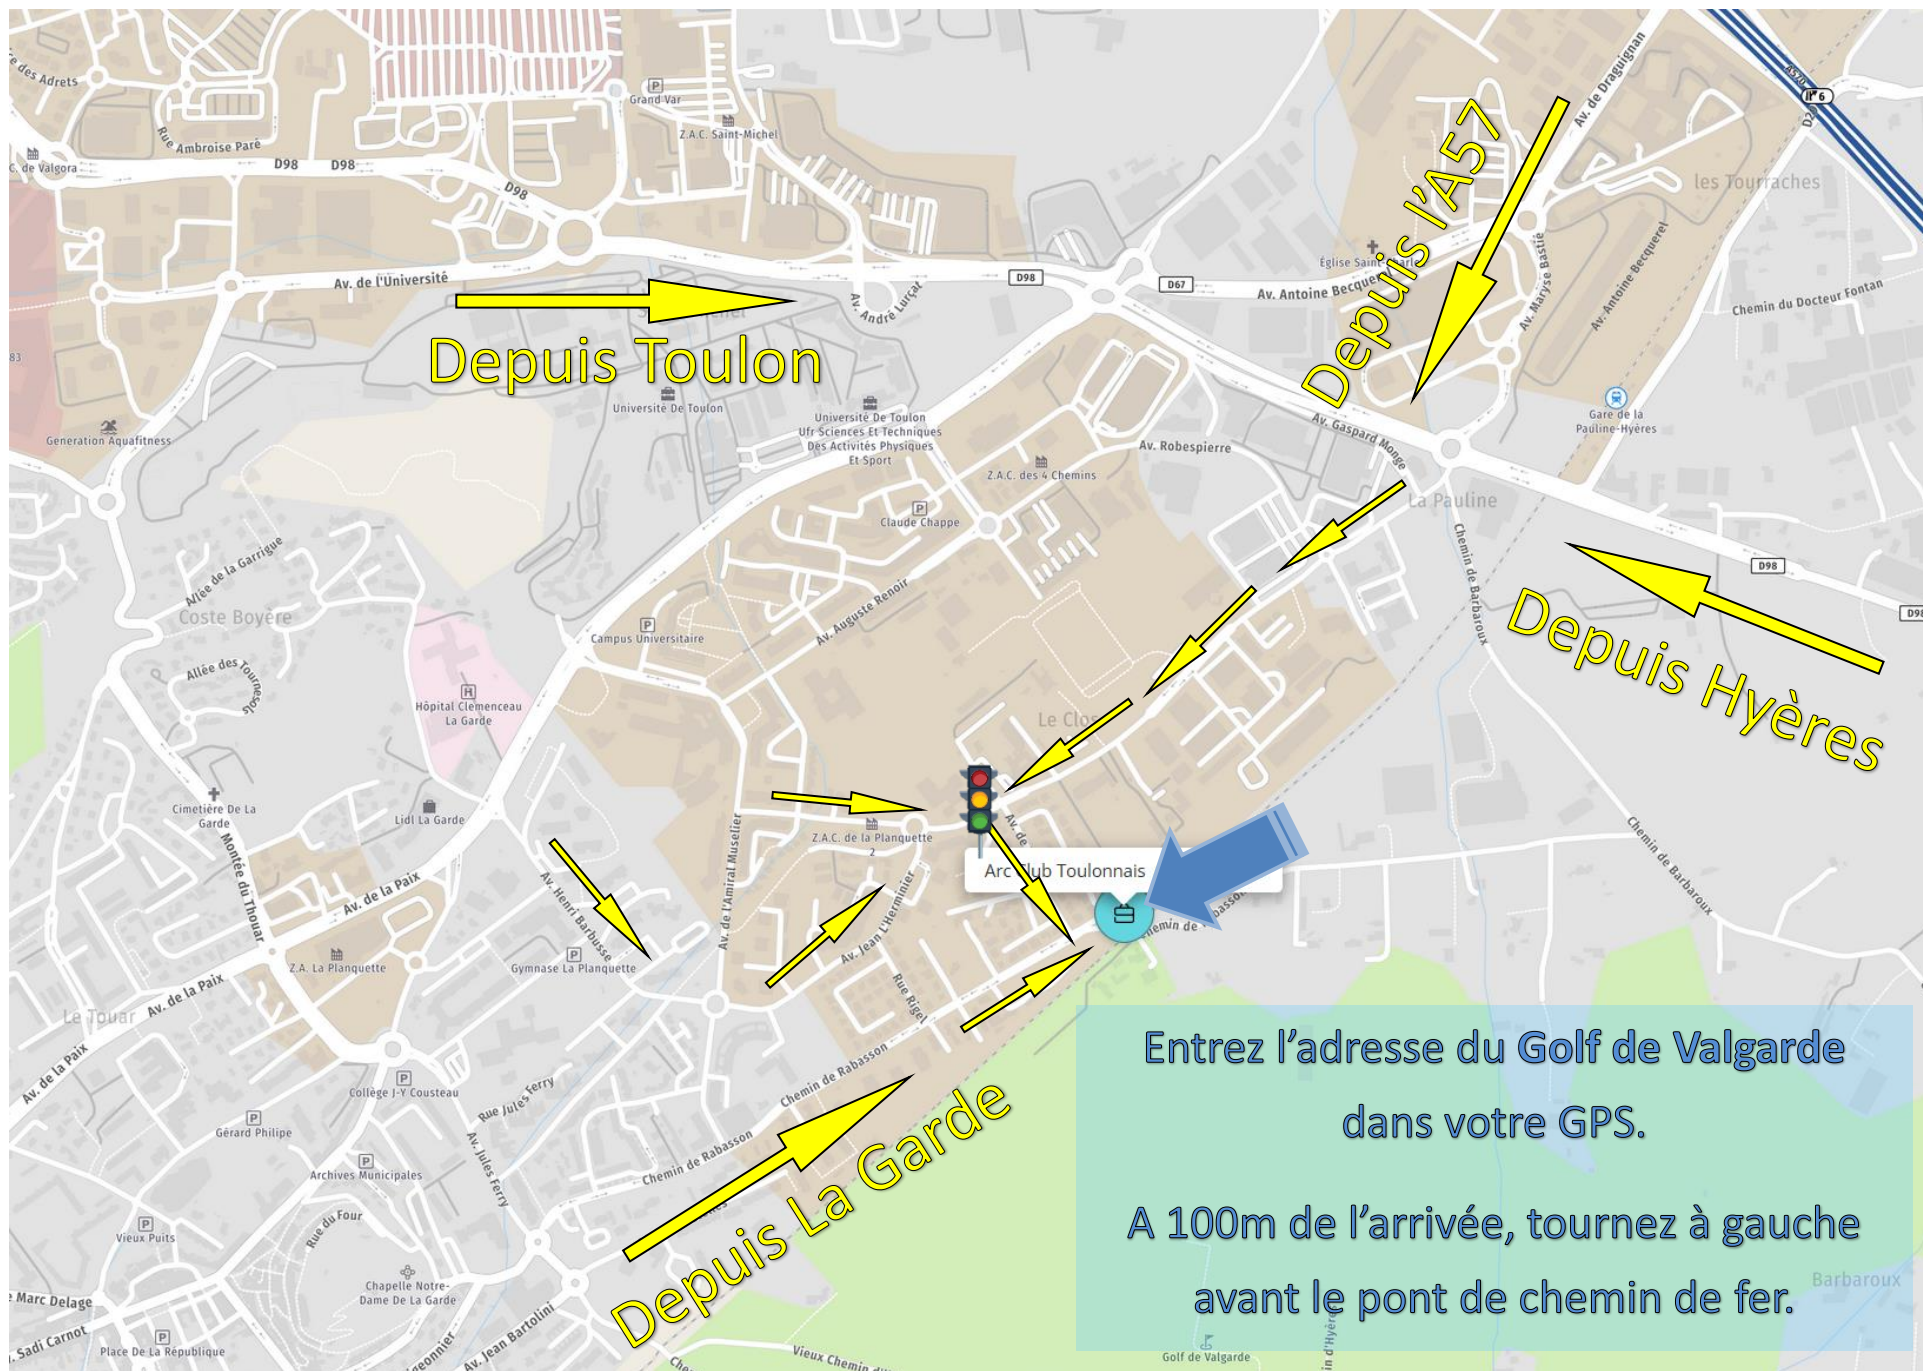 des Adrets
Grand Var
Z.A.C. Saint-Michel
Rue Ambroise Paré
D98
D98
D98
C. de Valgora
83
Av. de l'Université
Depuis Toulon
Av. André Lurçat
D98
D67
Av. de Draguignan
A570
6
les Tourraches
Depuis l'A57
Église Saint-Charles
Av. Antoine Becquerel
Av. Maryse Bastié
Av. Antoine Becquerel
Chemin du Docteur Fontan
Gare de la
Pauline-Hyères
Generation Aquafitness
Université De Toulon
Université De Toulon
Ufr Sciences Et Techniques
Des Activités Physiques
Et Sport
Z.A.C. des 4 Chemins
Av. Robespierre
Av. Gaspard Monge
La Pauline
Claude Chappe
Chemin de Barbaroux
D98
D98
Depuis Hyères
Allée de la Garrigue
Coste Boyère
Allée des Tournesols
Campus Universitaire
Av. Auguste Renoir
Hôpital Clemenceau
La Garde
Le Clos
Cimetière De La
Garde
Lidl La Garde
Montée du Thouar
Z.A.C. de la Planquette
2
Av. de
Arc Club Toulonnais
Chemin de Barbaroux
Av. de la Paix
Av. Henri Barbusse
Av. de l'Amiral Muselier
Av. Jean L'Herminier
Rue Rigel
Z.A. La Planquette
Gymnase La Planquette
Le Touar
Av. de la Paix
Av. de la Paix
Collège J-Y Cousteau
Rue Jules Ferry
Av. Jules Ferry
Chemin de Rabasson
Chemin de Rabasson
Gérard Philipe
Archives Municipales
Depuis La Garde
Vieux Puits
Rue du Four
Chapelle Notre-
Dame De La Garde
Marc Delage
Sadi Carnot
Place De La République
Av. Jean Bartolini
Entrez l'adresse du Golf de Valgarde
dans votre GPS.
A 100m de l'arrivée, tournez à gauche
avant le pont de chemin de fer.
Barbaroux
Golf de Valgarde
Vieux Chemin